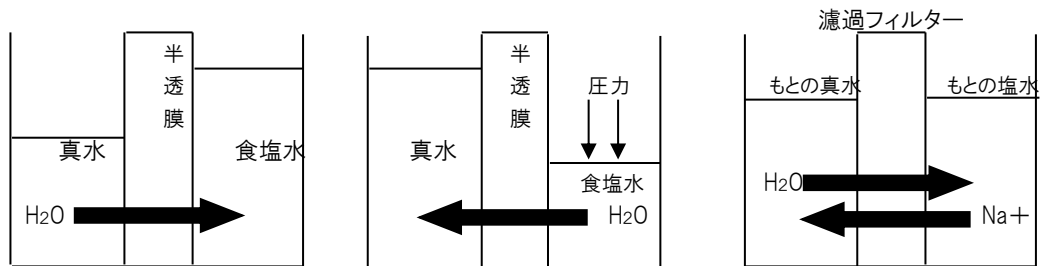 半透膜
真水
食塩水
H2O
半透膜
圧力
真水
食塩水
H2O
濾過フィルター
もとの真水
もとの塩水
H2O
Na+